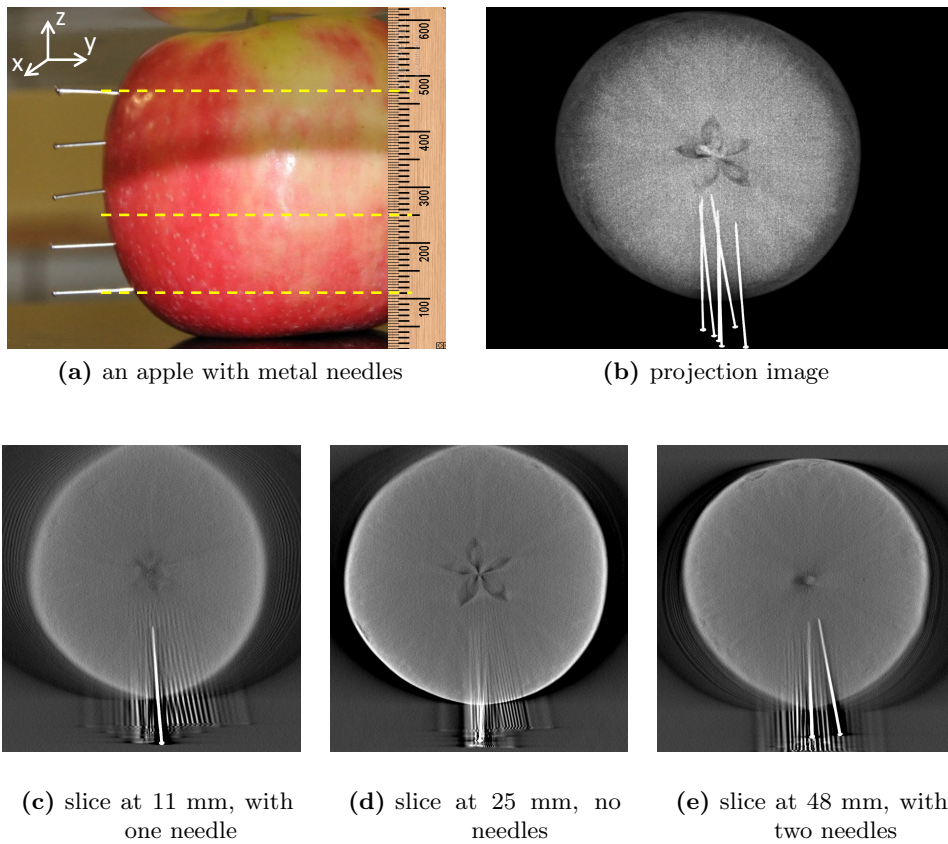 z
y
x
600
500
400
300
200
100
(a) an apple with metal needles
(b) projection image
(c) slice at 11 mm, with
one needle
(d) slice at 25 mm, no
needles
(e) slice at 48 mm, with
two needles